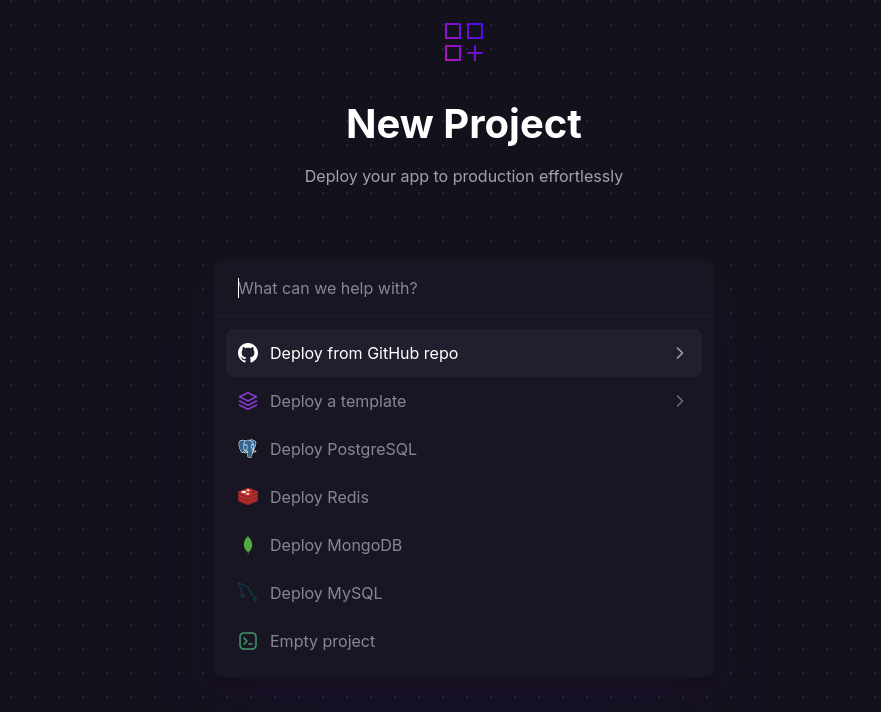 New Project
Deploy your app to production effortlessly
What can we help with?
Deploy from GitHub repo
Deploy a template
Deploy PostgreSQL
Deploy Redis
Deploy MongoDB
Deploy MySQL
Empty project